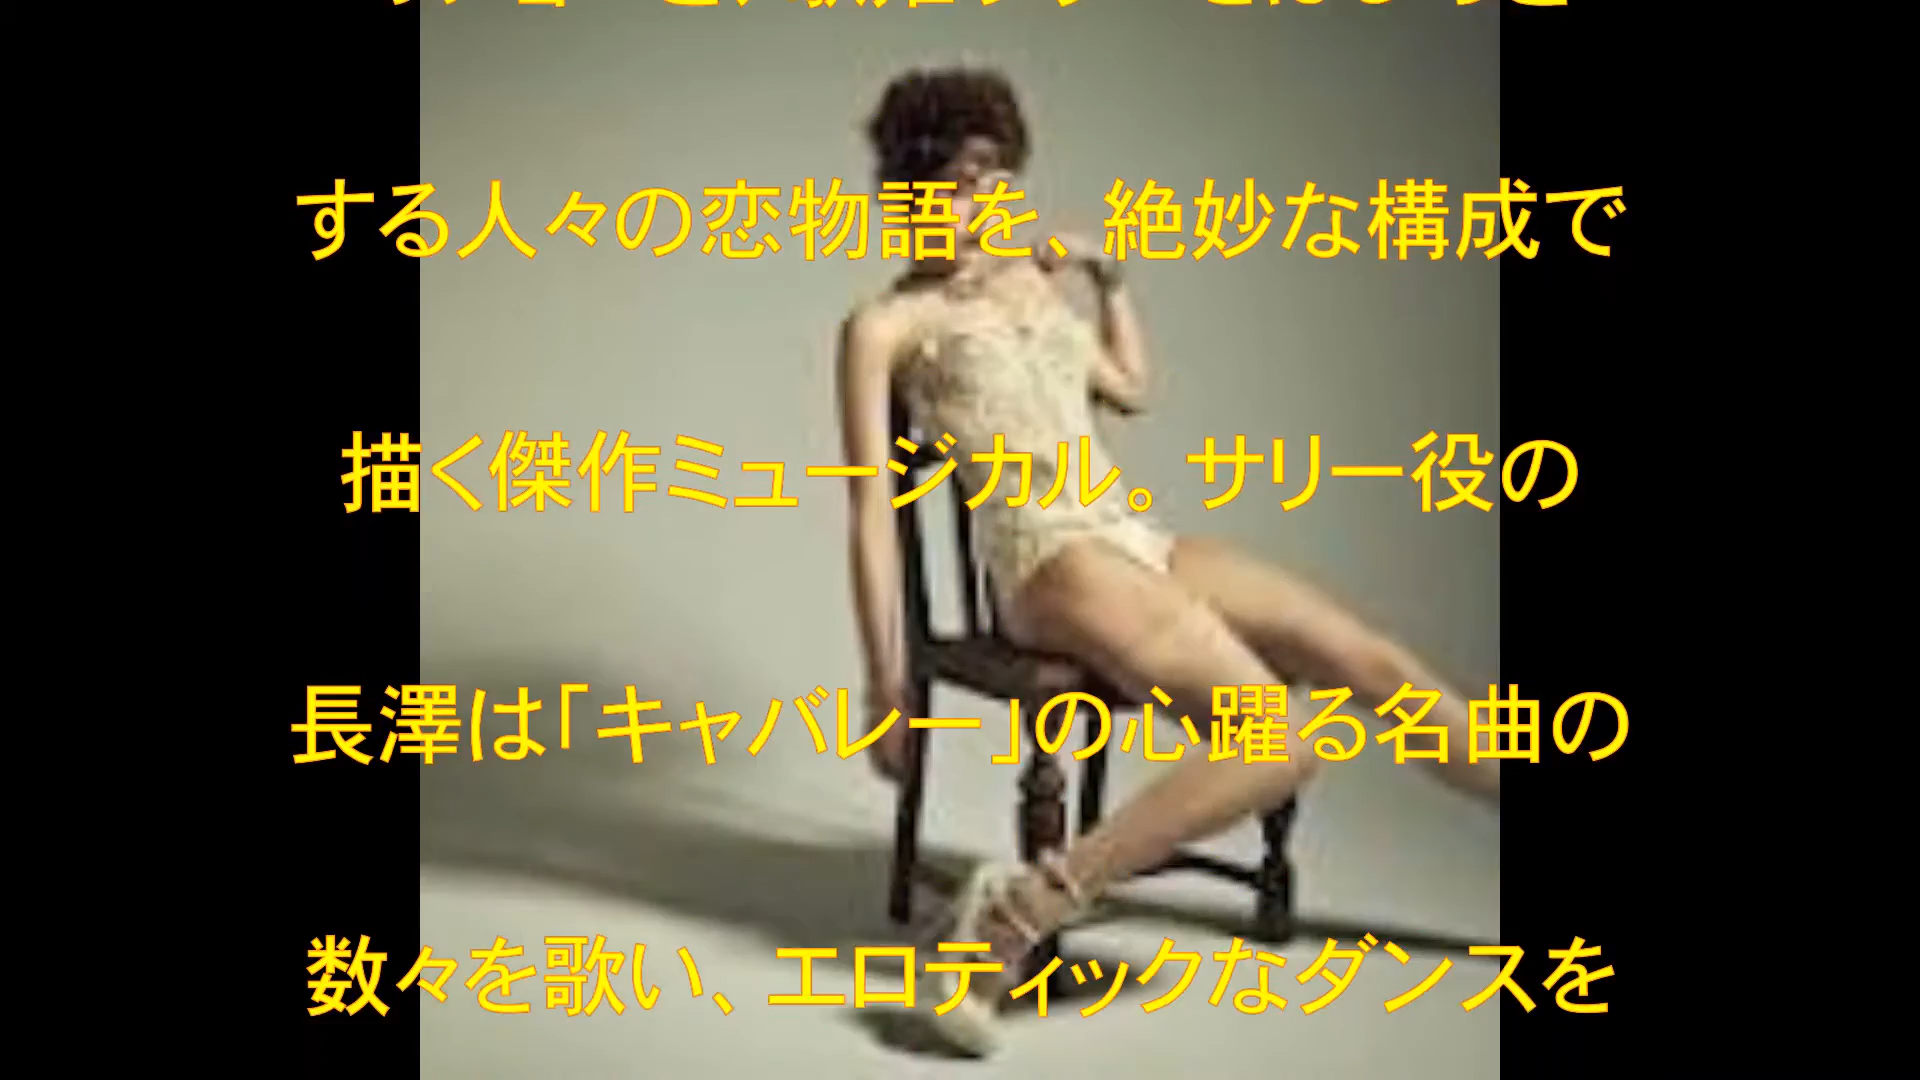 する人々の恋物語を、絶妙な構成で
描く傑作ミュージカル。サリー役の
長澤は「キャバレー」の心躍る名曲の
数々を歌い、エロティックなダンスを